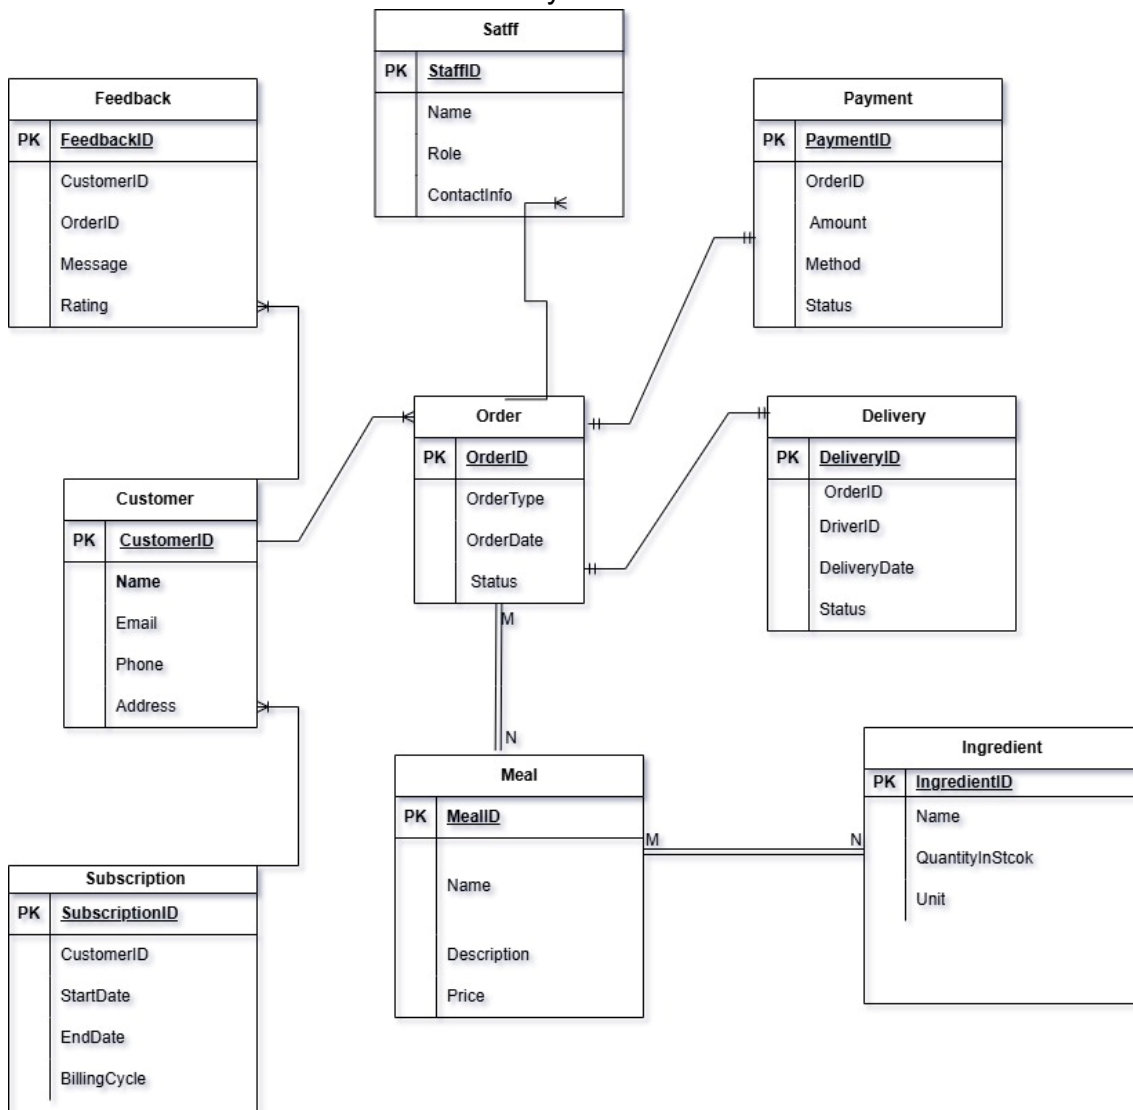 Satff
PK StaffID
Name
Role
ContactInfo
Feedback
PK FeedbackID
CustomerID
OrderID
Message
Rating
Payment
PK PaymentID
OrderID
Amount
Method
Status
Order
PK OrderID
OrderType
OrderDate
Status
Delivery
PK DeliveryID
OrderID
DriverID
DeliveryDate
Status
Customer
PK CustomerID
Name
Email
Phone
Address
M
N
Meal
PK MealID
Name
Description
Price
M N
Ingredient
PK IngredientID
Name
QuantityInStcok
Unit
Subscription
PK SubscriptionID
CustomerID
StartDate
EndDate
BillingCycle